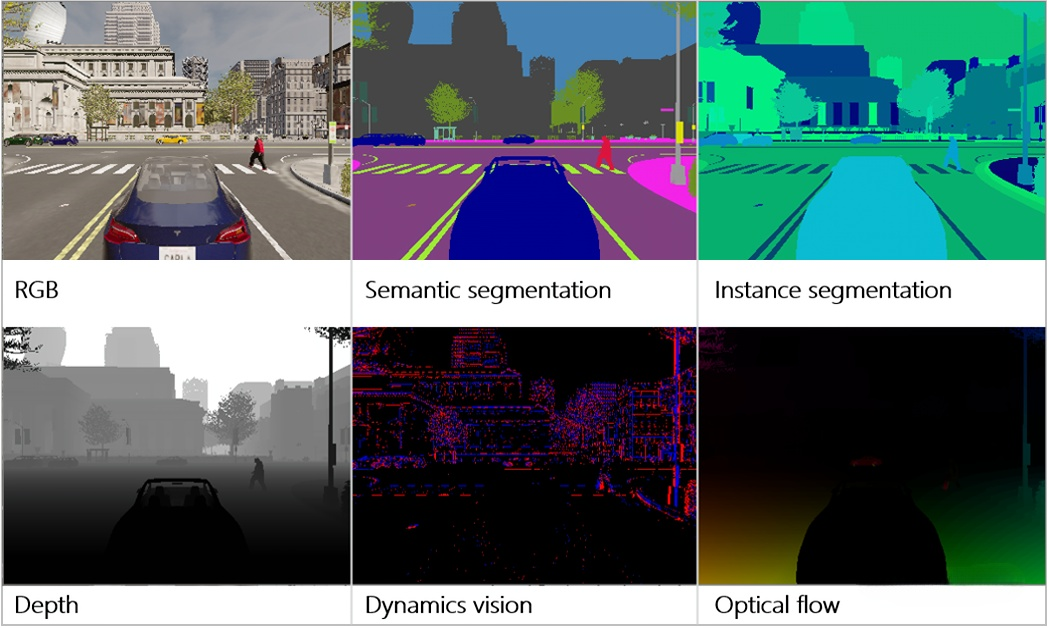 CARLA
RGB
Semantic segmentation
Instance segmentation
Depth
Dynamics vision
Optical flow